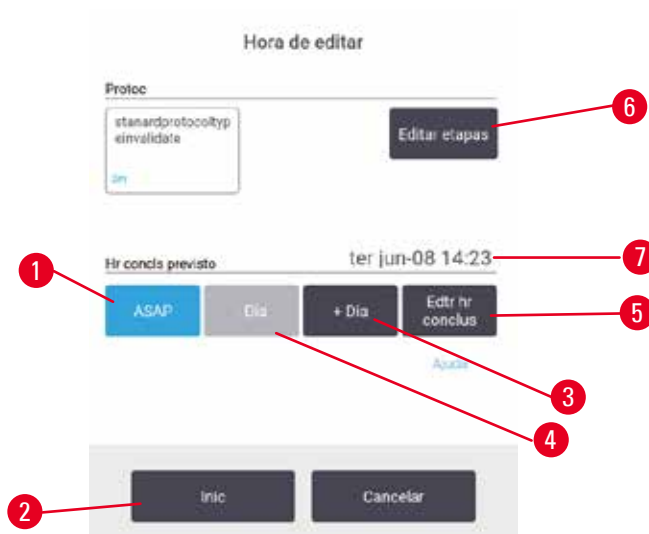 Hora de editar
Protoc
stanardprotocoltyp
einvalidate
Editar etapas
6
1
Hr concls previsto
ter jun-08 14:23
7
ASAP
Dia
+ Dia
Edtr hr
conclus
5
Ajuda
3
4
2
Inic
Cancelar